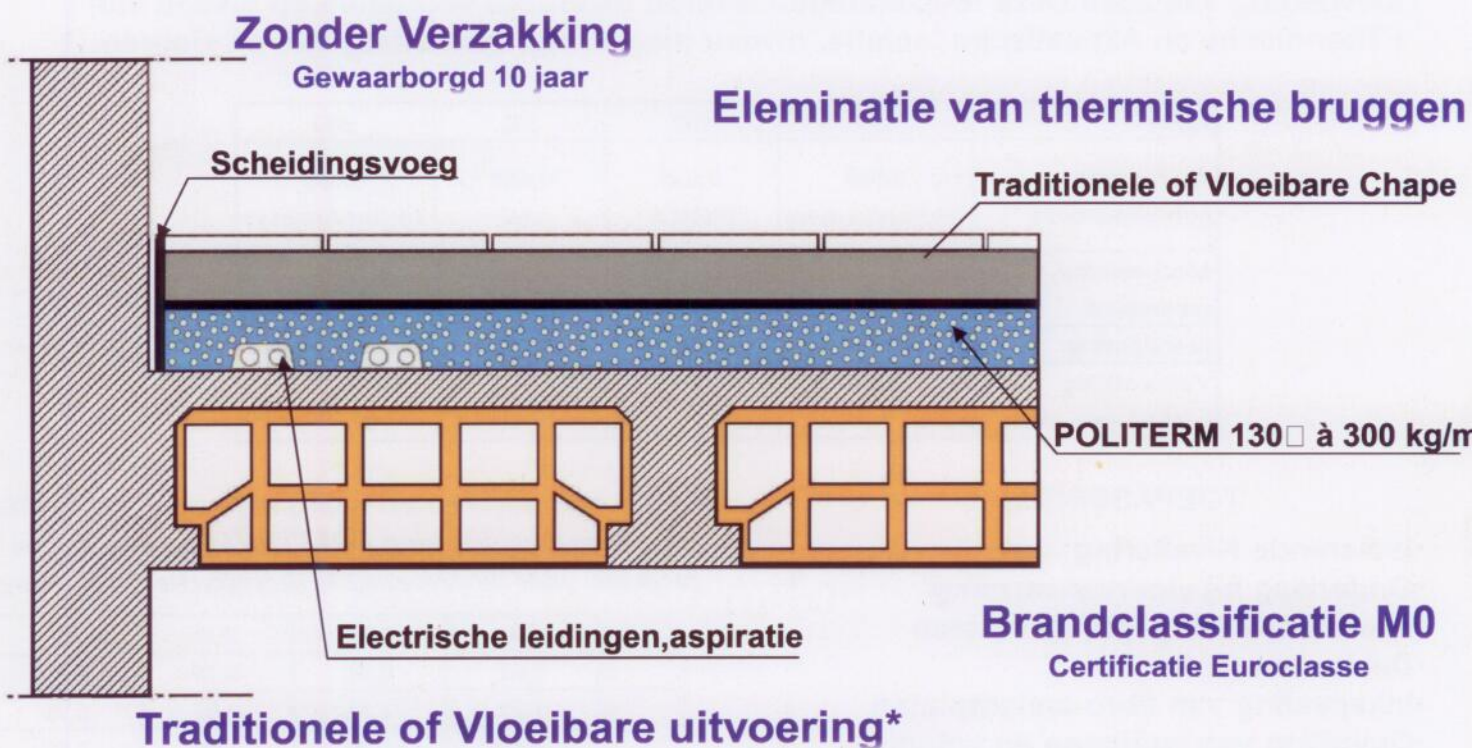 Zonder Verzakking
Gewaarborgd 10 jaar
Eleminatie van thermische bruggen
Scheidingsvoeg
Traditionele of Vloeibare Chape
POLITERM 130□ à 300 kg/m
Electrische leidingen,aspiratie
Brandclassificatie M0
Certificatie Euroclasse
Traditionele of Vloeibare uitvoering*